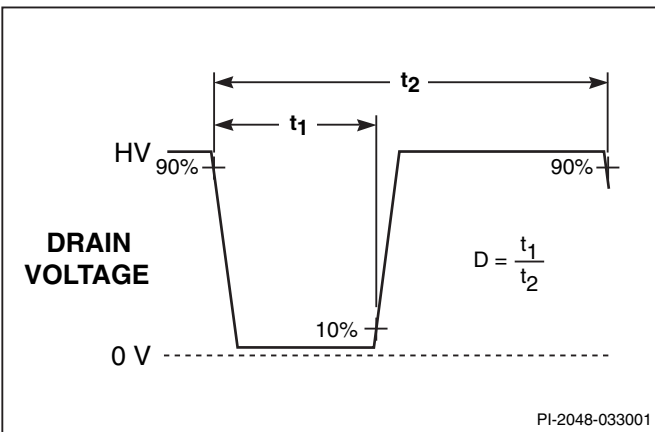 t2
t1
HV
90%
90%
DRAIN
VOLTAGE
D = t1/t2
10%
0 V
PI-2048-033001